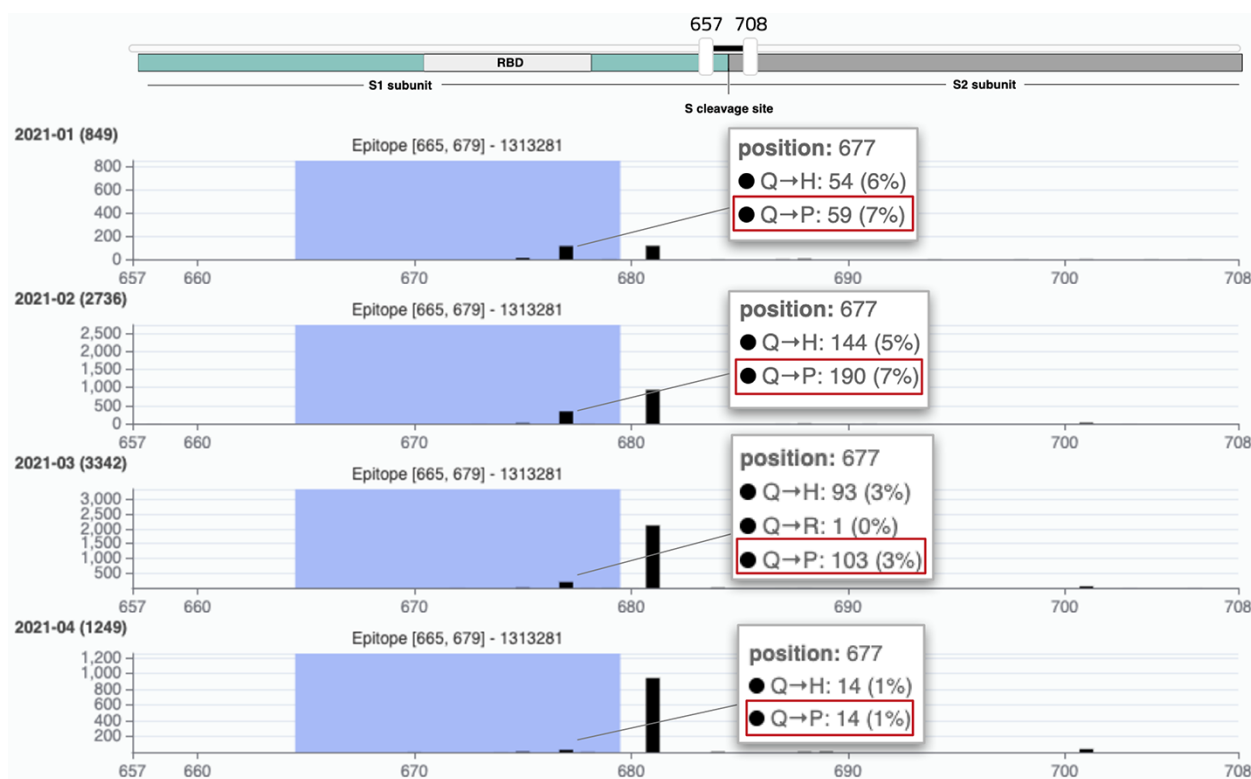 657 708
RBD
S1 subunit S2 subunit
S cleavage site
2021-01 (849)
Epitope [665, 679] - 1313281
800
600
400
200
0
657 660 670 680 690 700 708
position: 677
Q→H: 54 (6%)
Q→P: 59 (7%)
2021-02 (2736)
Epitope [665, 679] - 1313281
2,500
2,000
1,500
1,000
500
0
657 660 670 680 690 700 708
position: 677
Q→H: 144 (5%)
Q→P: 190 (7%)
2021-03 (3342)
Epitope [665, 679] - 1313281
3,000
2,500
2,000
1,500
1,000
500
657 660 670 680 690 700 708
position: 677
Q→H: 93 (3%)
Q→R: 1 (0%)
Q→P: 103 (3%)
2021-04 (1249)
Epitope [665, 679] - 1313281
1,200
1,000
800
600
400
200
657 660 670 680 690 700 708
position: 677
Q→H: 14 (1%)
Q→P: 14 (1%)